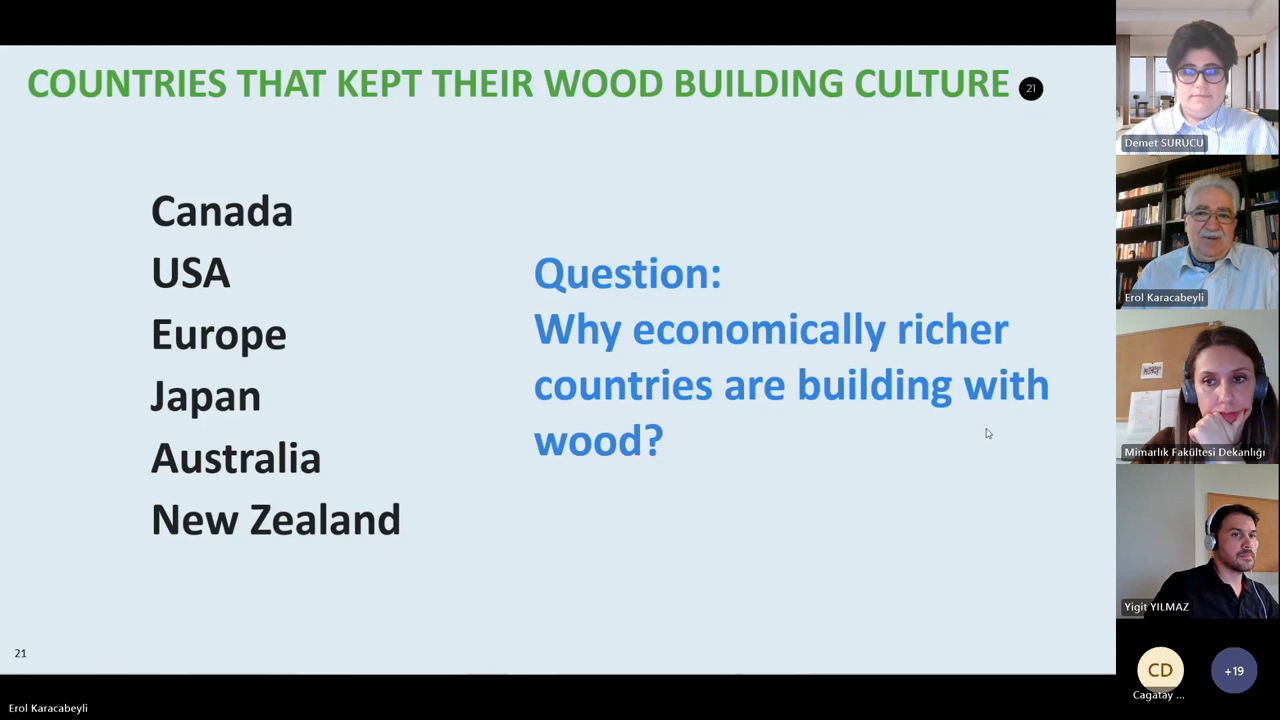 COUNTRIES THAT KEPT THEIR WOOD BUILDING CULTURE 21
Canada
USA
Europe
Japan
Australia
New Zealand
Question:
Why economically richer
countries are building with
wood?
21
Erol Karacabeyli
Demet SURUCU
Erol Karacabeyli
Mimarlık Fakültesi Dekanlığı
Yigit YILMAZ
CD
Cagatay ...
+19